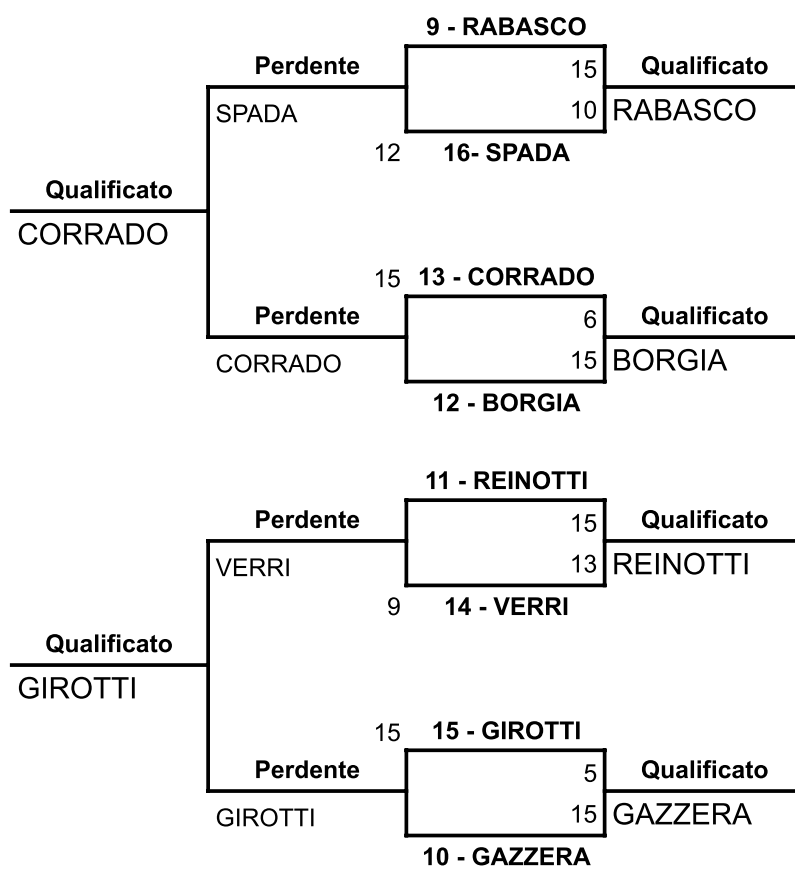 9 - RABASCO
Perdente 15 Qualificato
SPADA 10 RABASCO
12 16- SPADA
Qualificato
CORRADO
15 13 - CORRADO
Perdente 6 Qualificato
CORRADO 15 BORGIA
12 - BORGIA
11 - REINOTTI
Perdente 15 Qualificato
VERRI 13 REINOTTI
9 14 - VERRI
Qualificato
GIROTTI
15 15 - GIROTTI
Perdente 5 Qualificato
GIROTTI 15 GAZZERA
10 - GAZZERA